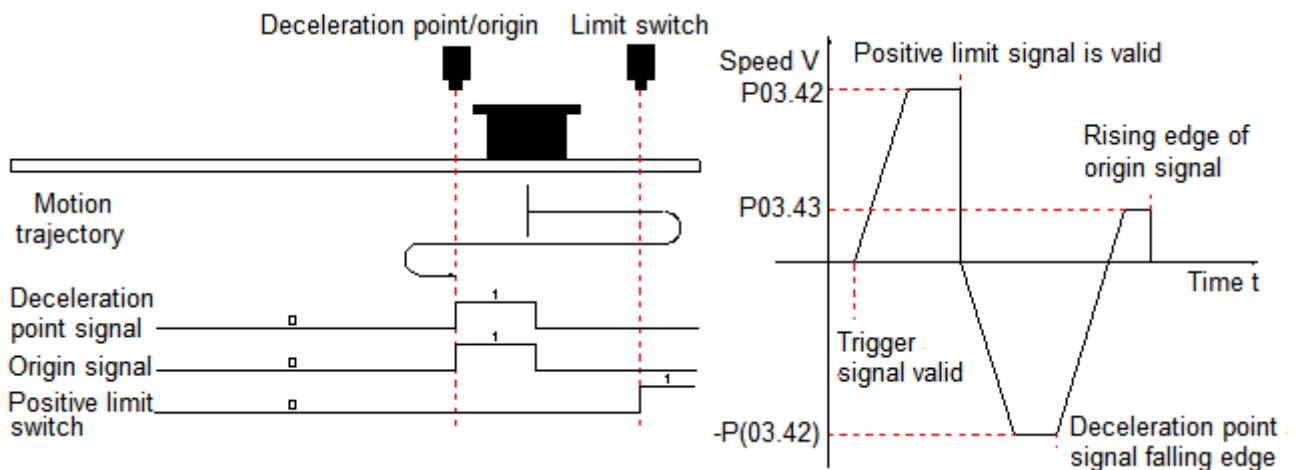 Deceleration point/origin
Limit switch
Motion
trajectory
Deceleration
point signal
Origin signal
Positive limit
switch
0
1
0
1
0
1
Speed V
Positive limit signal is valid
P03.42
Rising edge of
origin signal
P03.43
Time t
Trigger
signal valid
-P(03.42)
Deceleration point
signal falling edge